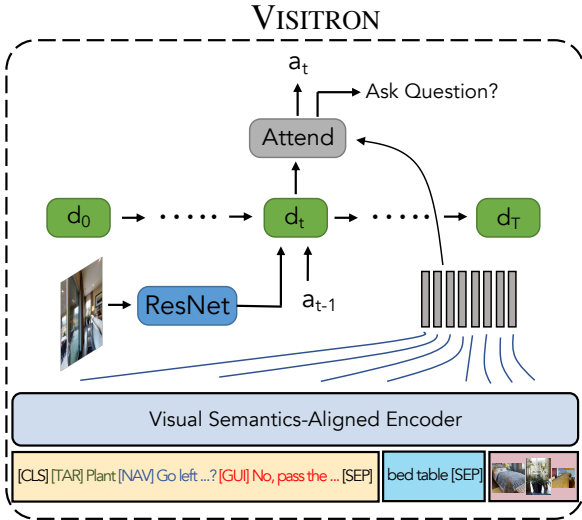 VISITRON
a_t
Ask Question?
Attend
d_0
d_t
d_T
ResNet
a_{t-1}
Visual Semantics-Aligned Encoder
[CLS] [TAR] Plant [NAV] Go left ...? [GUI] No, pass the ... [SEP]
bed table [SEP]